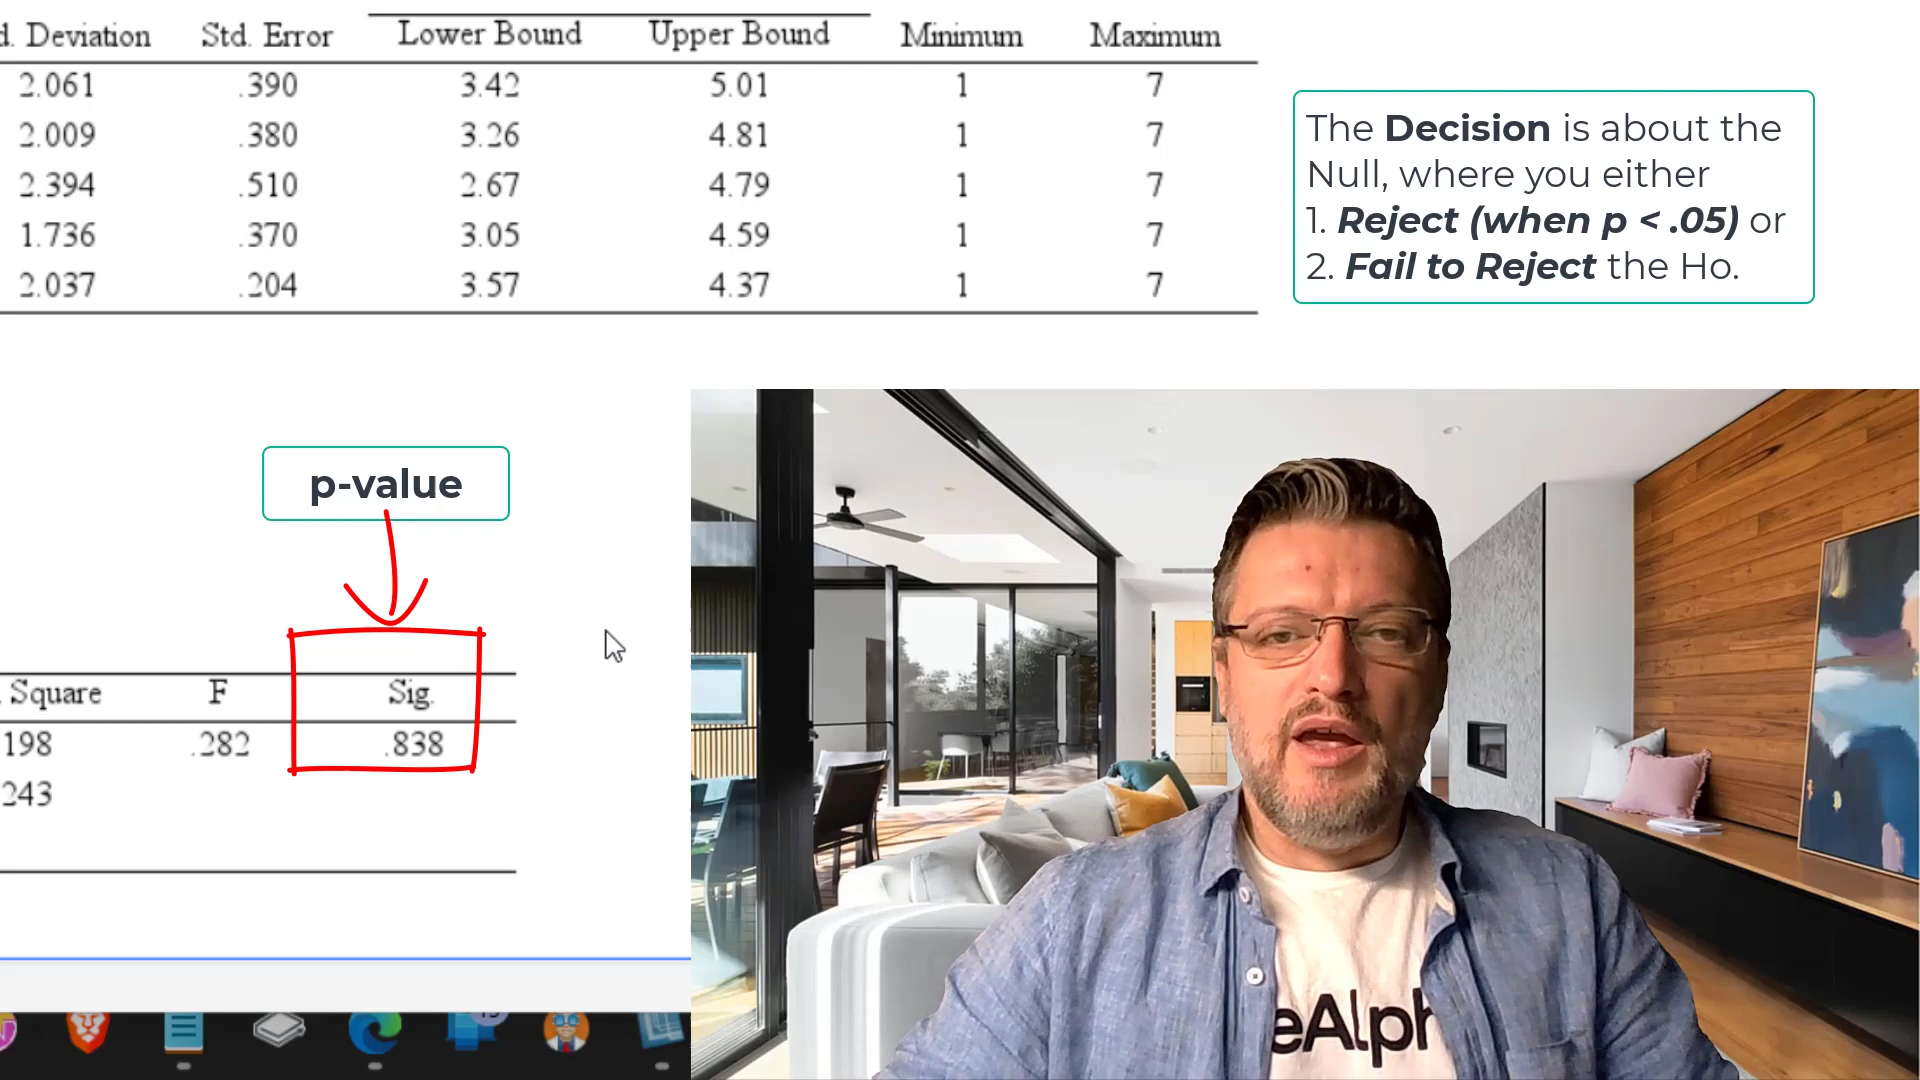 d. Deviation Std. Error Lower Bound Upper Bound Minimum Maximum
2.061 .390 3.42 5.01 1 7
2.009 .380 3.26 4.81 1 7
2.394 .510 2.67 4.79 1 7
1.736 .370 3.05 4.59 1 7
2.037 .204 3.57 4.37 1 7
The Decision is about the
Null, where you either
1. Reject (when p < .05) or
2. Fail to Reject the Ho.
p-value
Square F Sig.
198 .282 .838
243
eAlph